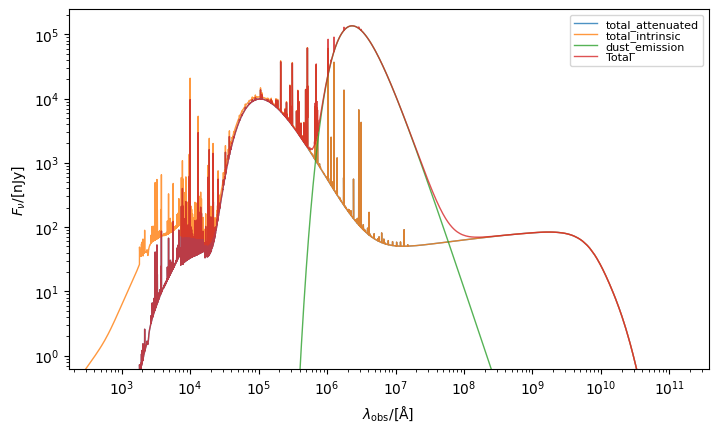 total_attenuated
total_intrinsic
dust_emission
Total
10⁵
10⁴
10³
10²
10¹
10⁰
F_ν/[nJy]
10³ 10⁴ 10⁵ 10⁶ 10⁷ 10⁸ 10⁹ 10¹⁰ 10¹¹
λ_obs/[Å]